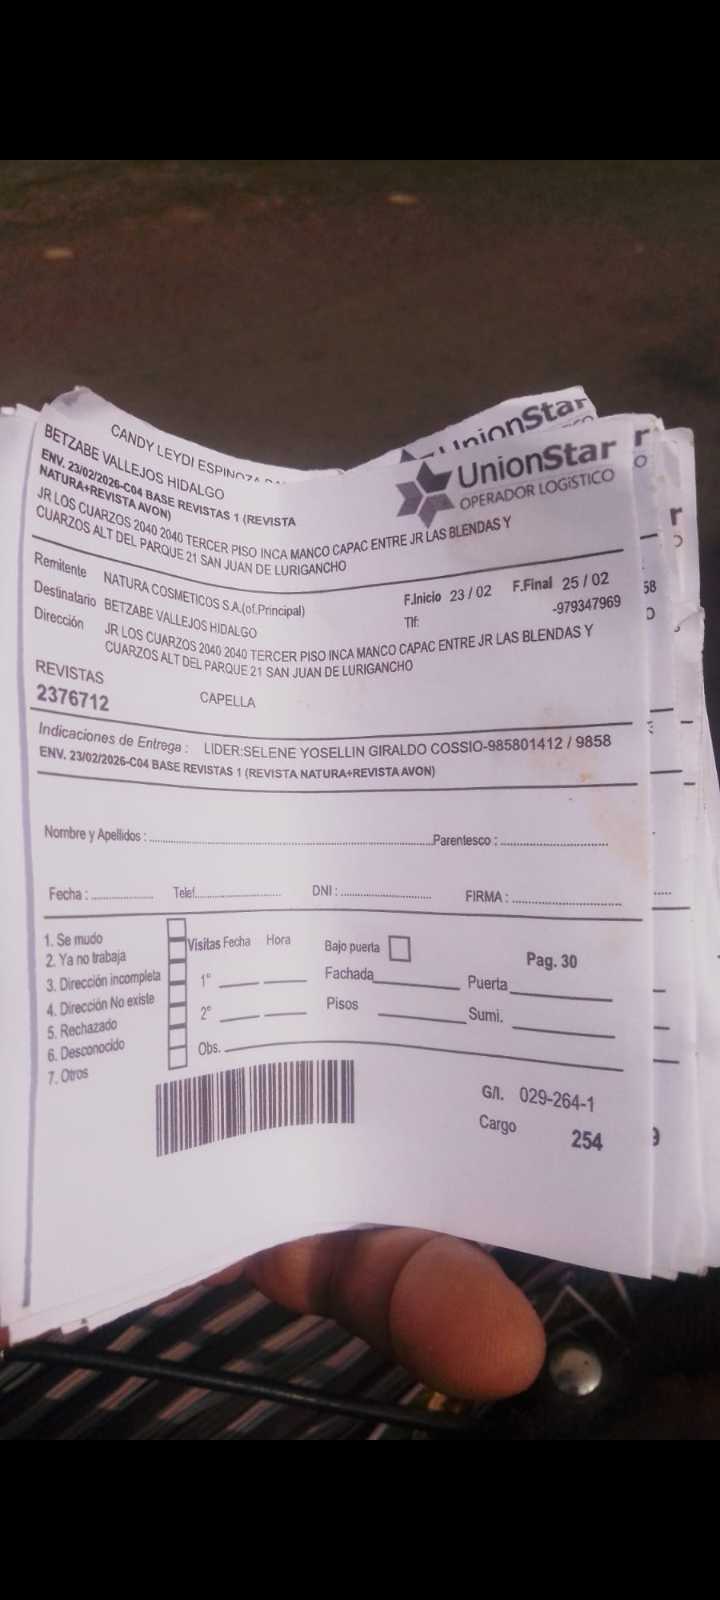 CANDY LEYDI ESPINOZA
UnionStar
BETZABE VALLEJOS HIDALGO
ENV. 23/02/2026-C04 BASE REVISTAS 1 (REVISTA
NATURA+REVISTA AVON)
JR LOS CUARZOS 2040 2040 TERCER PISO INCA MANCO CAPAC ENTRE JR LAS BLENDAS Y
CUARZOS ALT DEL PARQUE 21 SAN JUAN DE LURIGANCHO
UnionStar
OPERADOR LOGíSTICO
Remitente NATURA COSMETICOS S.A.(of.Principal)
F.Inicio 23 / 02 F.Final 25 / 02
Destinatario BETZABE VALLEJOS HIDALGO
Tlf: -979347969
Dirección JR LOS CUARZOS 2040 2040 TERCER PISO INCA MANCO CAPAC ENTRE JR LAS BLENDAS Y
CUARZOS ALT DEL PARQUE 21 SAN JUAN DE LURIGANCHO
REVISTAS
2376712 CAPELLA
Indicaciones de Entrega : LIDER:SELENE YOSELLIN GIRALDO COSSIO-985801412 / 9858
ENV. 23/02/2026-C04 BASE REVISTAS 1 (REVISTA NATURA+REVISTA AVON)
Nombre y Apellidos : Parentesco :
Fecha : Telef. DNI : FIRMA :
1. Se mudo
2. Ya no trabaja
3. Dirección incompleta
4. Dirección No existe
5. Rechazado
6. Desconocido
7. Otros
Visitas Fecha Hora
1°
2°
Obs.
Bajo puerta
Fachada Puerta
Pisos Sumi.
Pag. 30
G/I. 029-264-1
Cargo 254